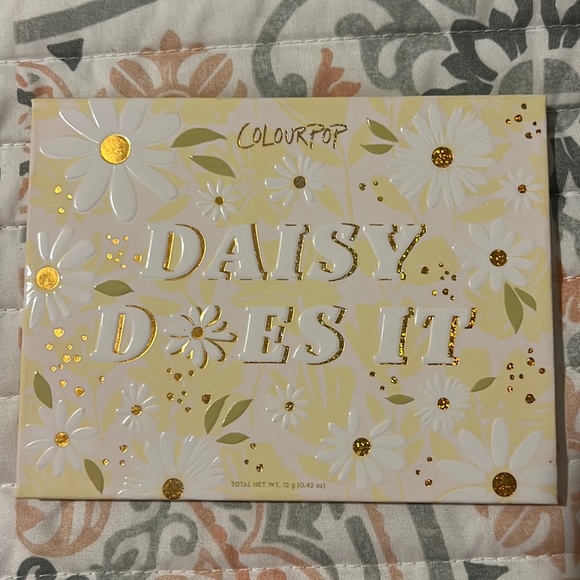 COLOURPOP
DAISY
DOES IT
TOTAL NET WT. 12 g (0.42 oz)